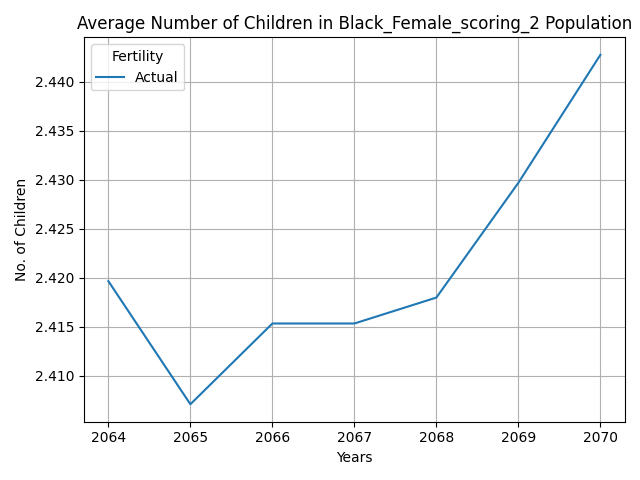 Average Number of Children in Black_Female_scoring_2 Population
Fertility
Actual
No. of Children
2.440
2.435
2.430
2.425
2.420
2.415
2.410
2064 2065 2066 2067 2068 2069 2070
Years